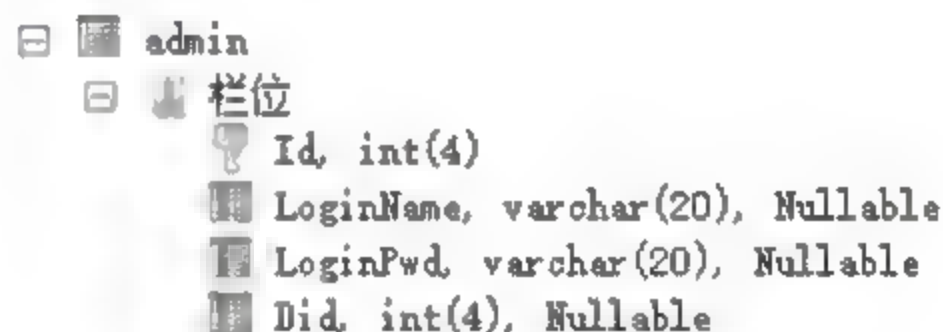 admin
栏位
Id, int(4)
LoginName, varchar(20), Nullable
LoginPwd, varchar(20), Nullable
Did, int(4), Nullable